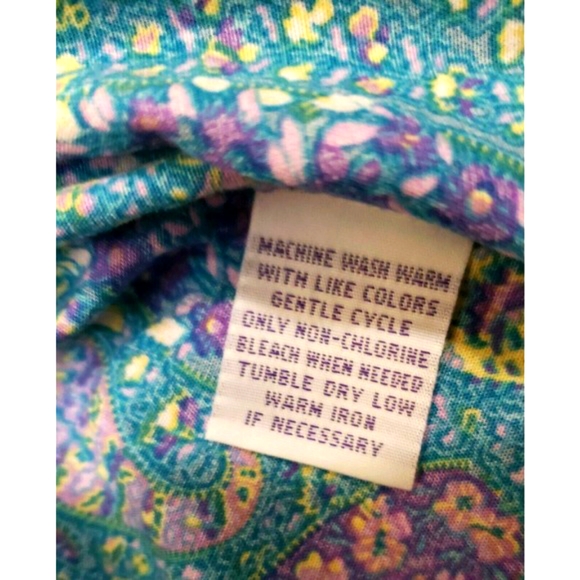 MACHINE WASH WARM
WITH LIKE COLORS
GENTLE CYCLE
ONLY NON-CHLORINE
BLEACH WHEN NEEDED
TUMBLE DRY LOW
WARM IRON
IF NECESSARY